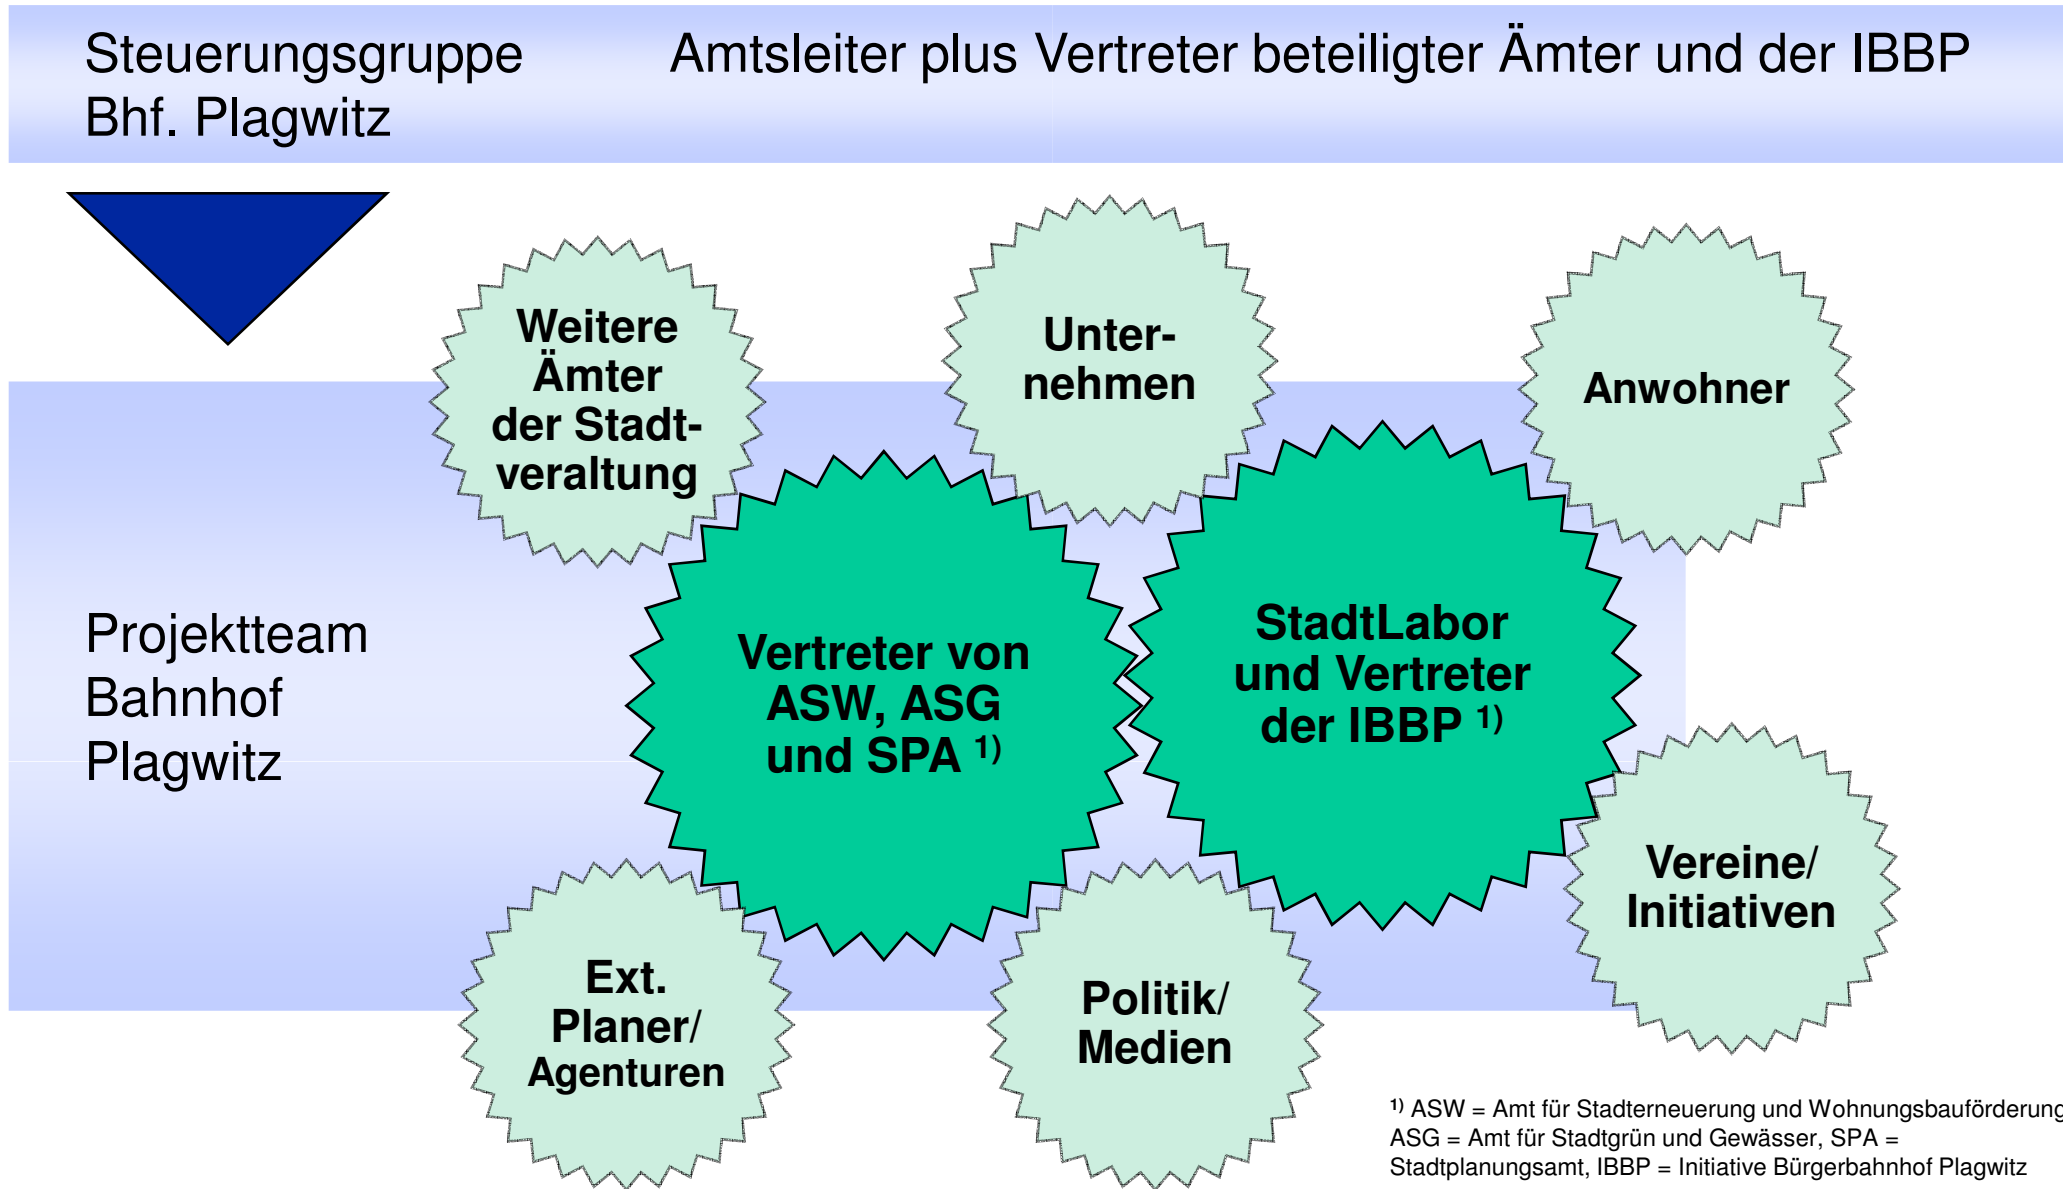 Steuerungsgruppe
Bhf. Plagwitz
Amtsleiter plus Vertreter beteiligter Ämter und der IBBP
Weitere
Ämter
der Stadt-
veraltung
Unter-
nehmen
Anwohner
Projektteam
Bahnhof
Plagwitz
Vertreter von
ASW, ASG
und SPA 1)
StadtLabor
und Vertreter
der IBBP 1)
Vereine/
Initiativen
Ext.
Planer/
Agenturen
Politik/
Medien
1) ASW = Amt für Stadterneuerung und Wohnungsbauförderung
ASG = Amt für Stadtgrün und Gewässer, SPA =
Stadtplanungsamt, IBBP = Initiative Bürgerbahnhof Plagwitz